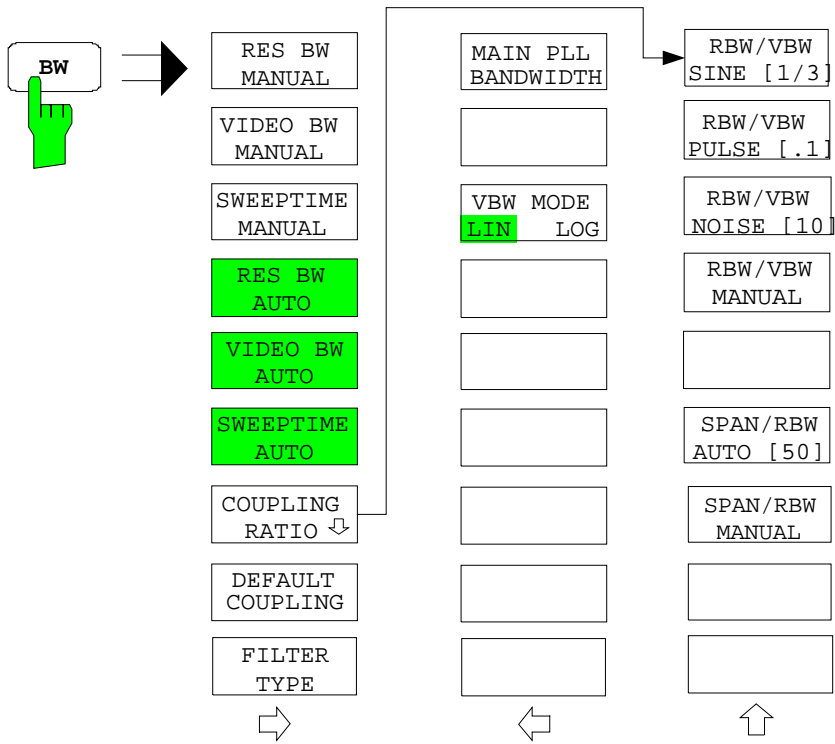 BW
RES BW
MANUAL
VIDEO BW
MANUAL
SWEEPTIME
MANUAL
RES BW
AUTO
VIDEO BW
AUTO
SWEEPTIME
AUTO
COUPLING
RATIO
DEFAULT
COUPLING
FILTER
TYPE
MAIN PLL
BANDWIDTH
VBW MODE
LIN LOG
RBW/VBW
SINE [1/3]
RBW/VBW
PULSE [.1]
RBW/VBW
NOISE [10]
RBW/VBW
MANUAL
SPAN/RBW
AUTO [50]
SPAN/RBW
MANUAL